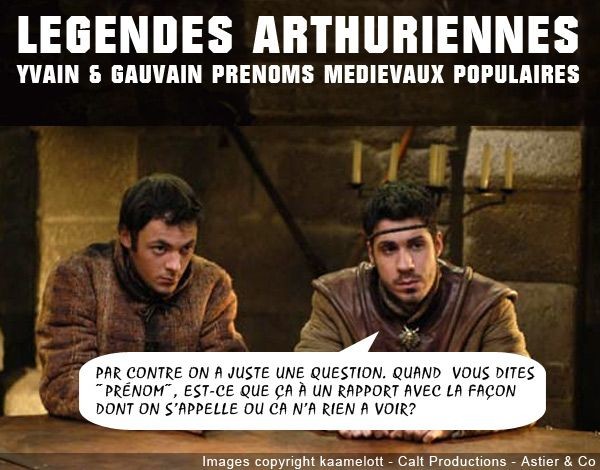 LEGENDES ARTHURIENNES
YVAIN & GAUVAIN PRENOMS MEDIEVAUX POPULAIRES
PAR CONTRE ON A JUSTE UNE QUESTION. QUAND VOUS DITES
"PRÉNOM", EST-CE QUE ÇA À UN RAPPORT AVEC LA FAÇON
DONT ON S'APPELLE OU CA N'A RIEN A VOIR?
Images copyright kaamelott - Calt Productions - Astier & Co